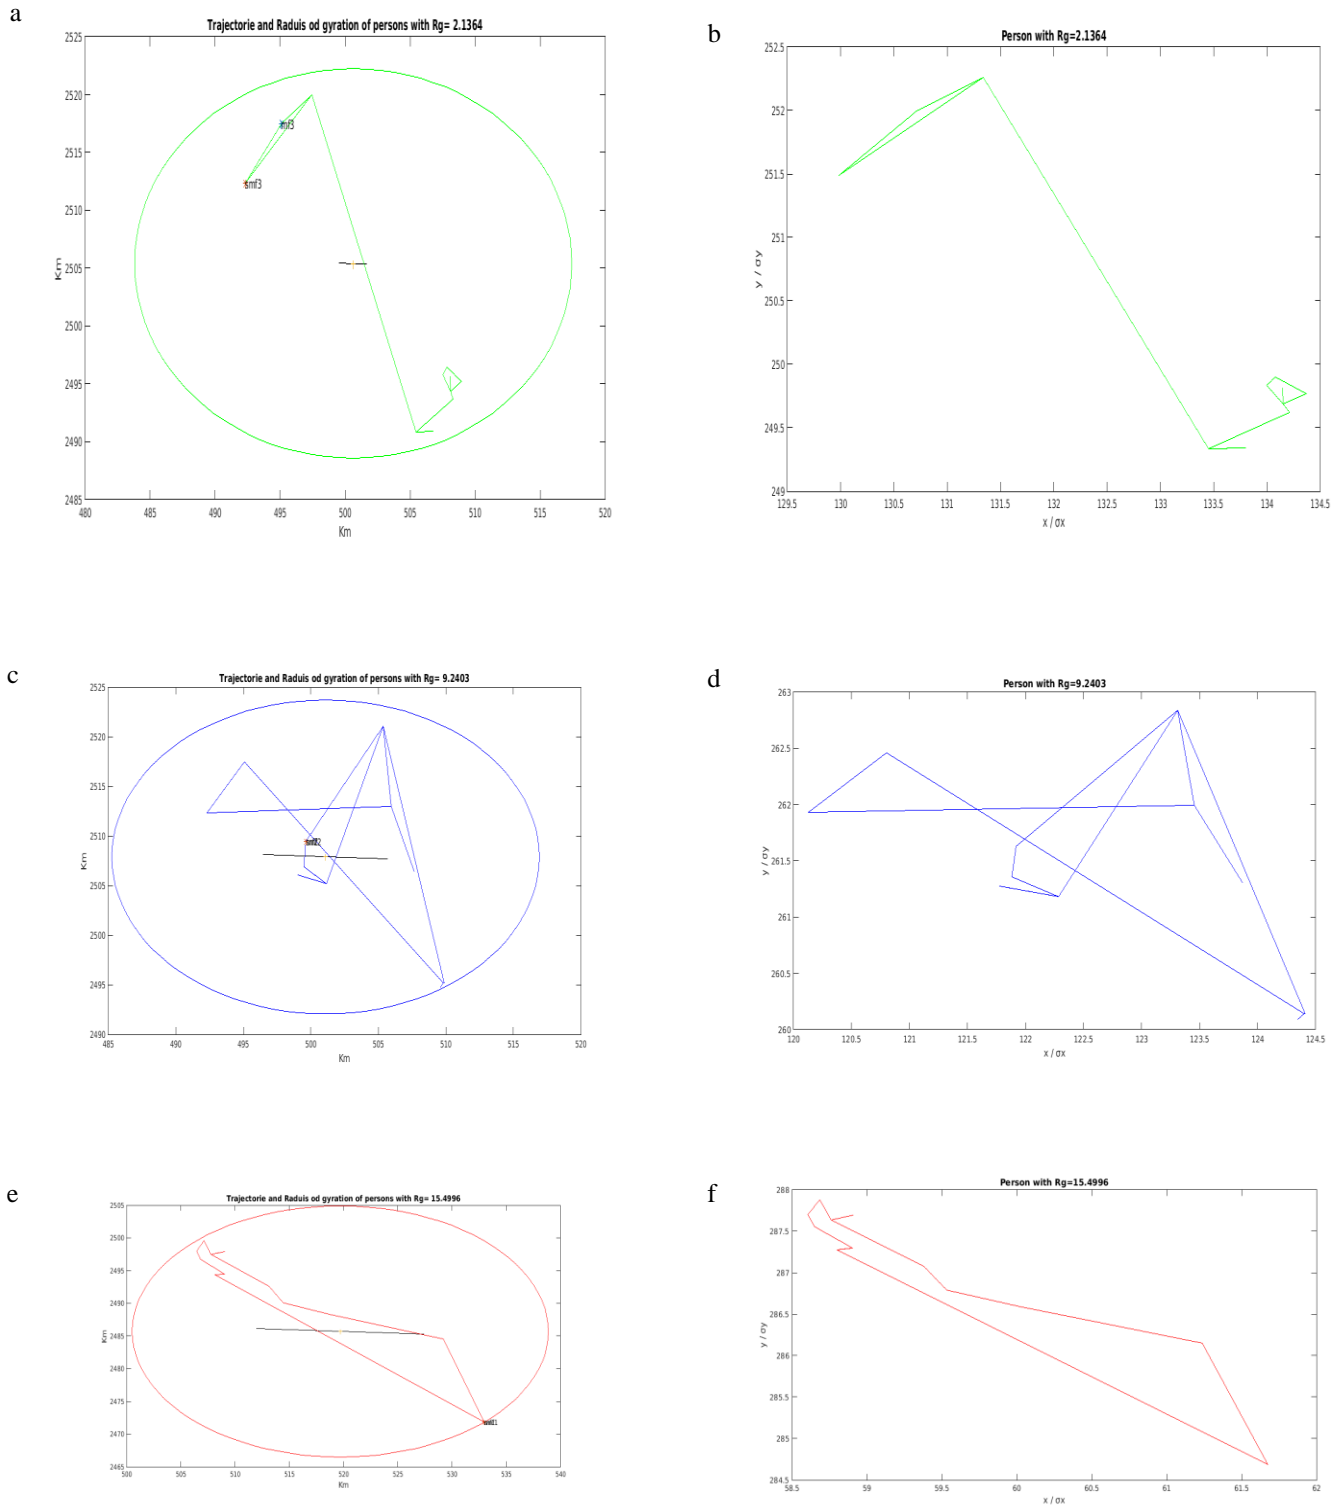 a
Trajectorie and Raduis od gyration of persons with Rg= 2.1364
2525
2520
2515
2510
2505
2500
2495
2490
2485
Km
smf3
480 485 490 495 500 505 510 515 520
Km
b
Person with Rg=2.1364
252.5
252
251.5
251
250.5
250
249.5
249
y / σy
129.5 130 130.5 131 131.5 132 132.5 133 133.5 134 134.5
x / σx
c
Trajectorie and Raduis od gyration of persons with Rg= 9.2403
2525
2520
2515
2510
2505
2500
2495
2490
Km
485 490 495 500 505 510 515 520
Km
d
Person with Rg=9.2403
263
262.5
262
261.5
261
260.5
260
y / σy
120 120.5 121 121.5 122 122.5 123 123.5 124 124.5
x / σx
e
Trajectorie and Raduis od gyration of persons with Rg= 15.4996
2505
2500
2495
2490
2485
2480
2475
2470
2465
Km
500 505 510 515 520 525 530 535 540
Km
f
Person with Rg=15.4996
288
287.5
287
286.5
286
285.5
285
284.5
y / σy
58.5 59 59.5 60 60.5 61 61.5 62
x / σx